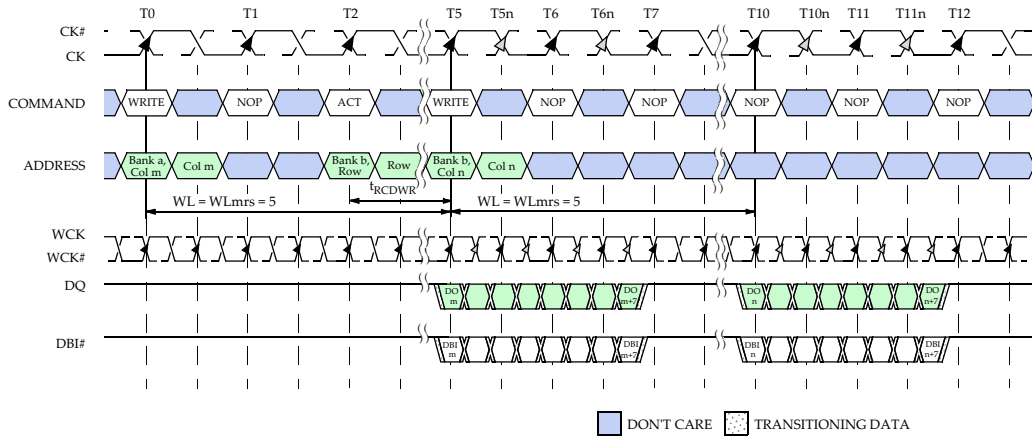 T0 T1 T2 T5 T5n T6 T6n T7 T10 T10n T11 T11n T12
CK#
CK
COMMAND WRITE NOP ACT WRITE NOP NOP NOP NOP NOP
ADDRESS Bank a, Col m Col m Bank b, Row Row Bank b, Col n Col n
tRCDWR
WL = WLmrs = 5 WL = WLmrs = 5
WCK
WCK#
DQ DO m DO m+7 DO n DO n+7
DBI# DBI m DBI m+7 DBI n DBI n+7
DON'T CARE TRANSITIONING DATA